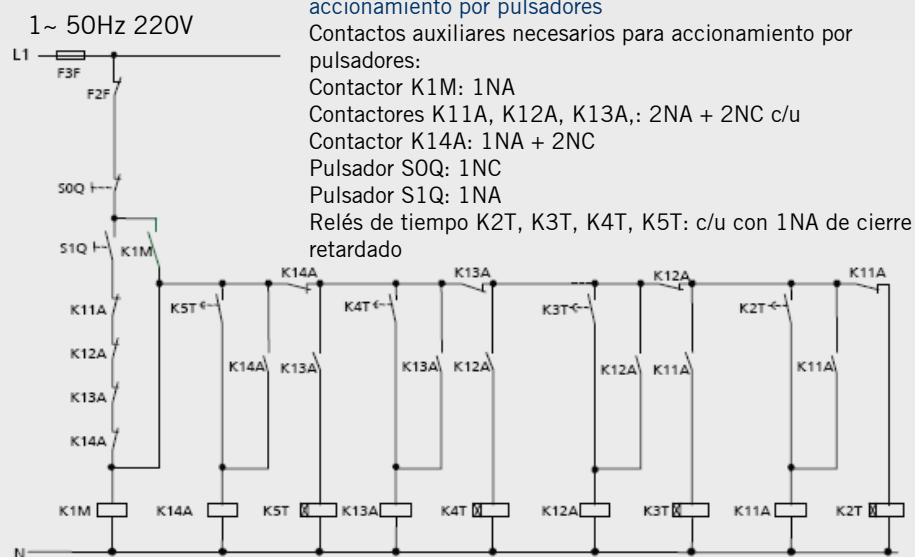 accionamiento por pulsadores
1~ 50Hz 220V
Contactos auxiliares necesarios para accionamiento por
pulsadores:
Contactor K1M: 1NA
Contactores K11A, K12A, K13A,: 2NA + 2NC c/u
Contactor K14A: 1NA + 2NC
Pulsador S0Q: 1NC
Pulsador S1Q: 1NA
Relés de tiempo K2T, K3T, K4T, K5T: c/u con 1NA de cierre
retardado
L1
F3F
F2F
S0Q
S1Q K1M
K14A K13A K12A K11A
K11A K5T K4T K3T K2T
K12A
K14A K13A K13A K12A K12A K11A K11A
K13A
K14A
K1M K14A K5T K13A K4T K12A K3T K11A K2T
N